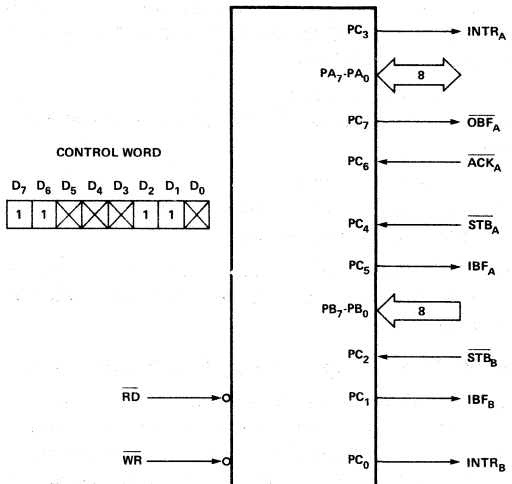 PC3 INTRA
PA7-PA0 8
PC7 OBFA
CONTROL WORD
PC6 ACKA
D7 D6 D5 D4 D3 D2 D1 D0
1 1 X X X 1 1 X
PC4 STBA
PC5 IBFA
PB7-PB0 8
PC2 STBB
RD
PC1 IBFB
WR
PC0 INTRB